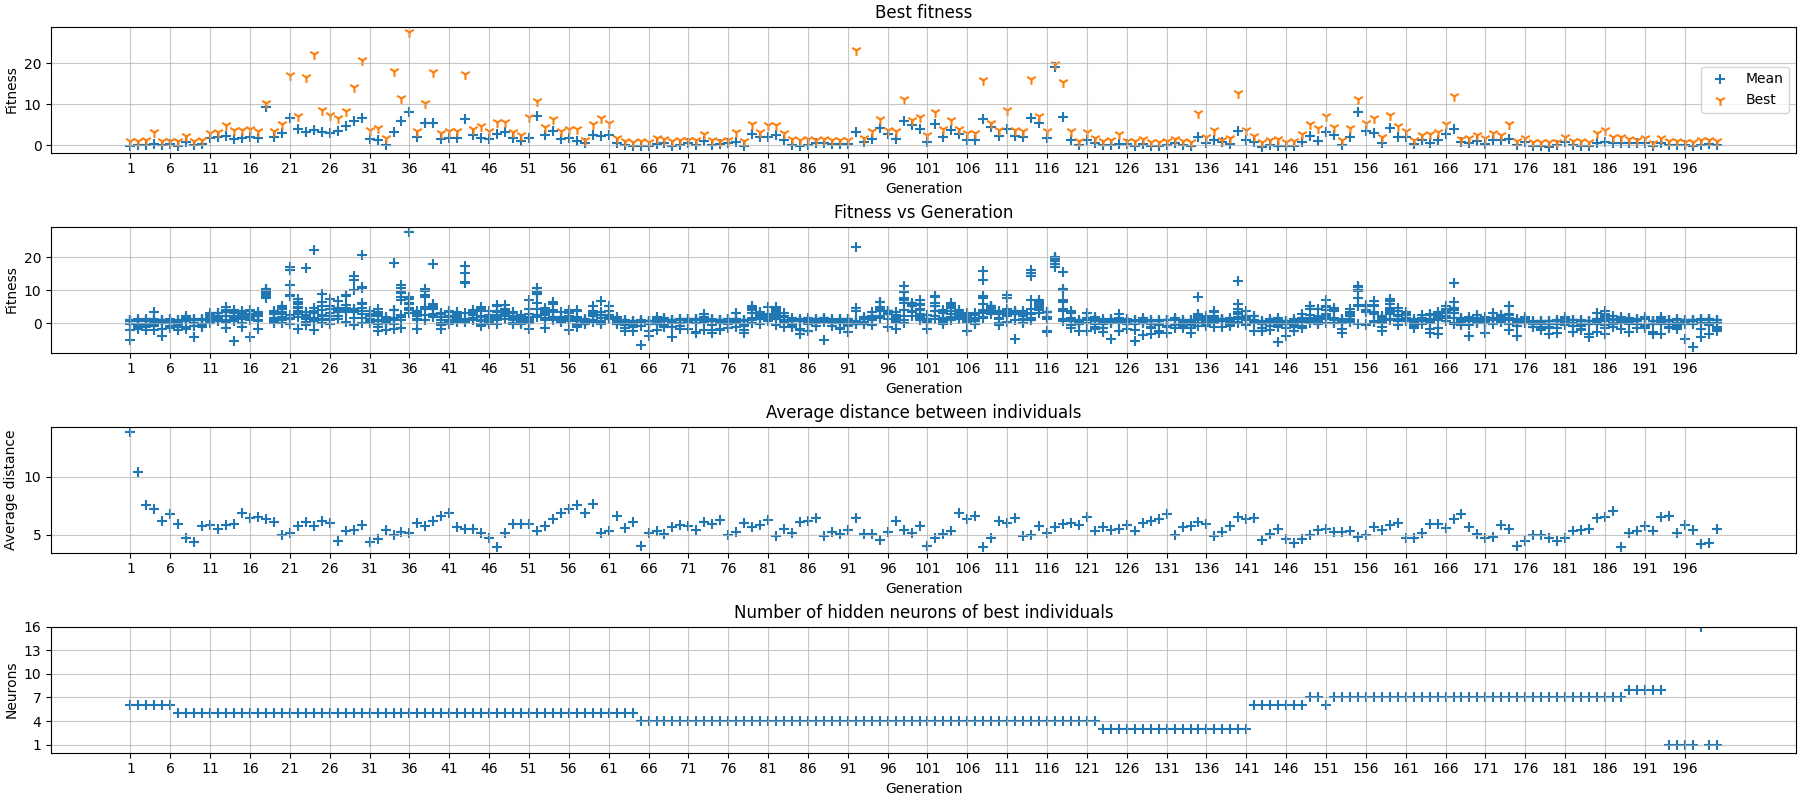 Best fitness
Fitness
20
10
0
Mean
Best
1 6 11 16 21 26 31 36 41 46 51 56 61 66 71 76 81 86 91 96 101 106 111 116 121 126 131 136 141 146 151 156 161 166 171 176 181 186 191 196
Generation
Fitness vs Generation
Fitness
20
10
0
1 6 11 16 21 26 31 36 41 46 51 56 61 66 71 76 81 86 91 96 101 106 111 116 121 126 131 136 141 146 151 156 161 166 171 176 181 186 191 196
Generation
Average distance between individuals
Average distance
10
5
1 6 11 16 21 26 31 36 41 46 51 56 61 66 71 76 81 86 91 96 101 106 111 116 121 126 131 136 141 146 151 156 161 166 171 176 181 186 191 196
Generation
Number of hidden neurons of best individuals
Neurons
16
13
10
7
4
1
1 6 11 16 21 26 31 36 41 46 51 56 61 66 71 76 81 86 91 96 101 106 111 116 121 126 131 136 141 146 151 156 161 166 171 176 181 186 191 196
Generation